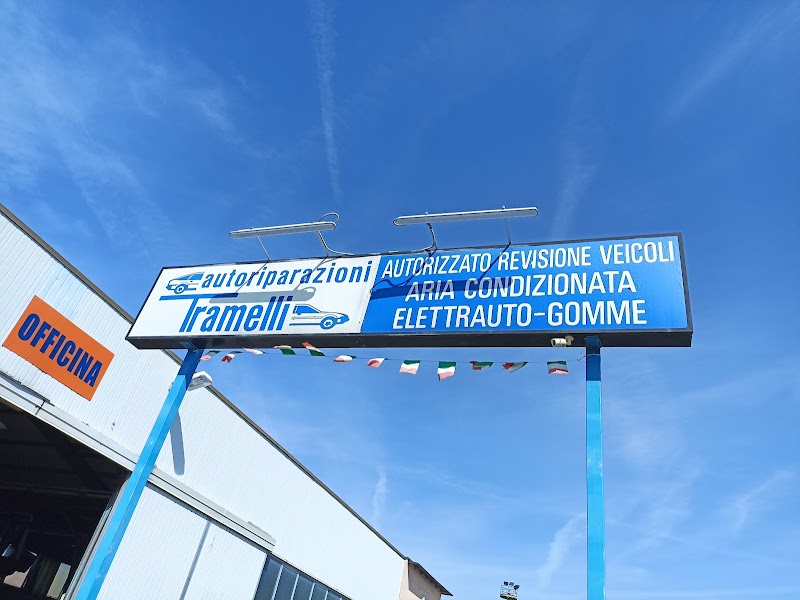 autoriparazioni
Tramelli
AUTORIZZATO REVISIONE VEICOLI
ARIA CONDIZIONATA
ELETTRAUTO-GOMME
OFFICINA